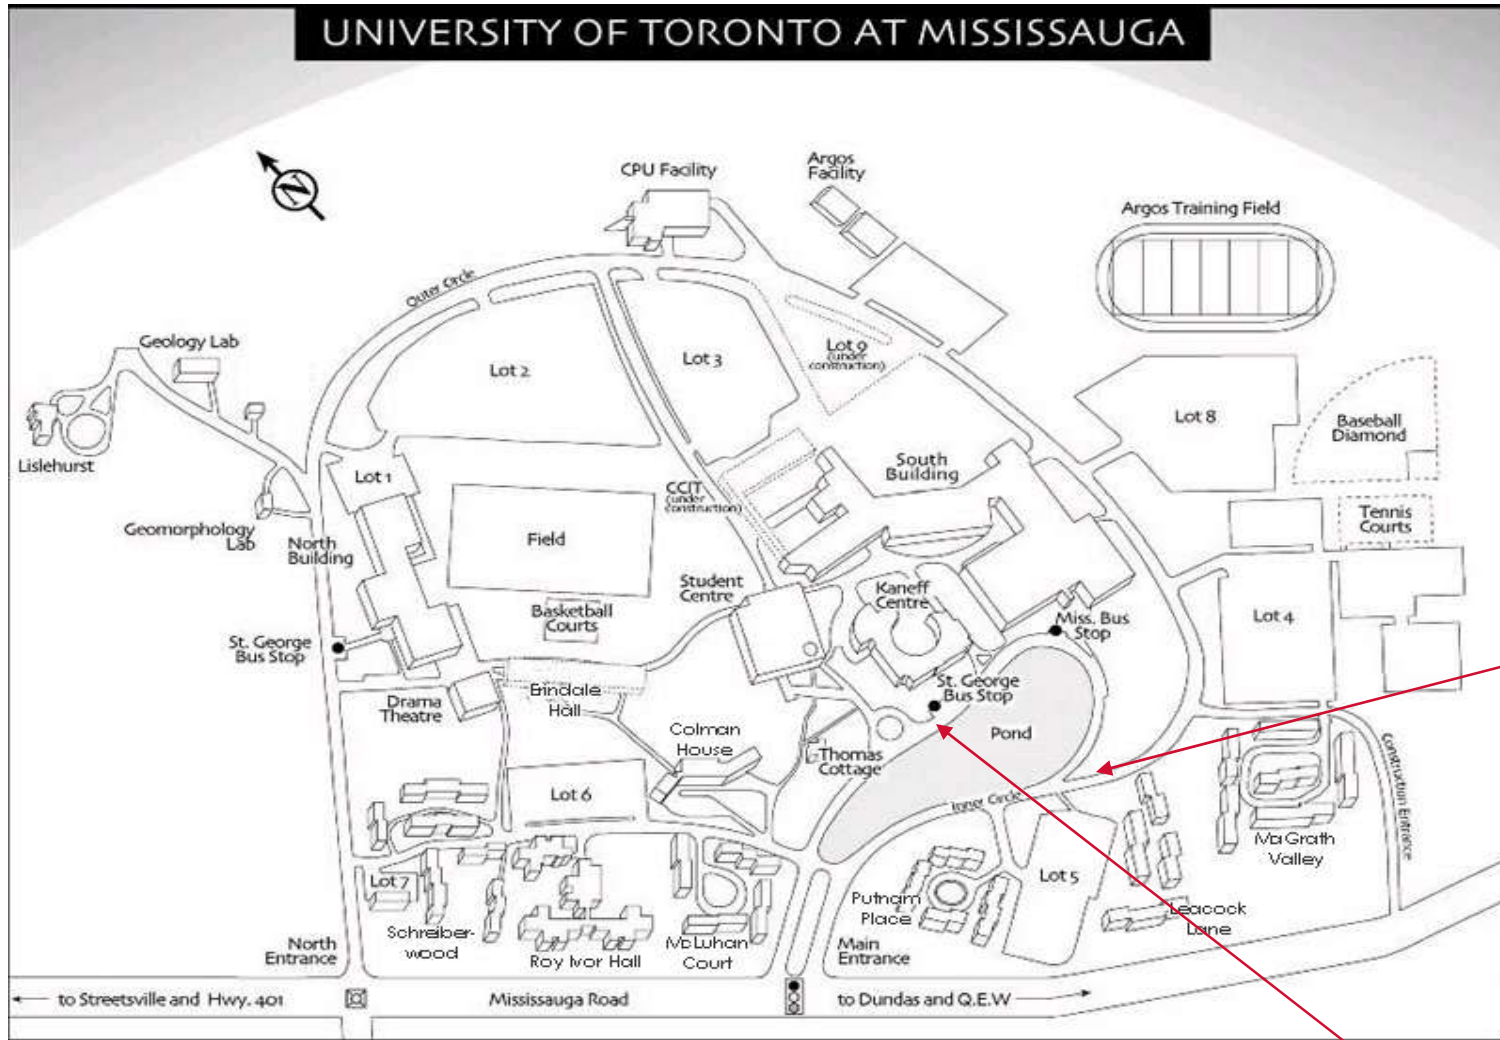 UNIVERSITY OF TORONTO AT MISSISSAUGA
N
CPU Facility
Argos
Facility
Argos Training Field
Outer Circle
Geology Lab
Lislehurst
Geomorphology
Lab
Lot 1
Lot 2
Lot 3
Lot 9
(under
construction)
Lot 8
Baseball
Diamond
South
Building
CCIT
(under
construction)
Tennis
Courts
North
Building
Field
Basketball
Courts
Student
Centre
Kaneff
Centre
Miss. Bus
Stop
Lot 4
St. George
Bus Stop
St. George
Bus Stop
Drama
Theatre
Erindale
Hall
Colman
House
Thomas
Cottage
Pond
Inner Circle
Construction Entrance
Lot 6
Lot 7
Lot 5
McGrath
Valley
Putnam
Place
Leacock
Lane
Schreiber-
wood
Roy Ivor Hall
McLuhan
Court
North
Entrance
Main
Entrance
to Streetsville and Hwy. 401
Mississauga Road
to Dundas and Q.E.W